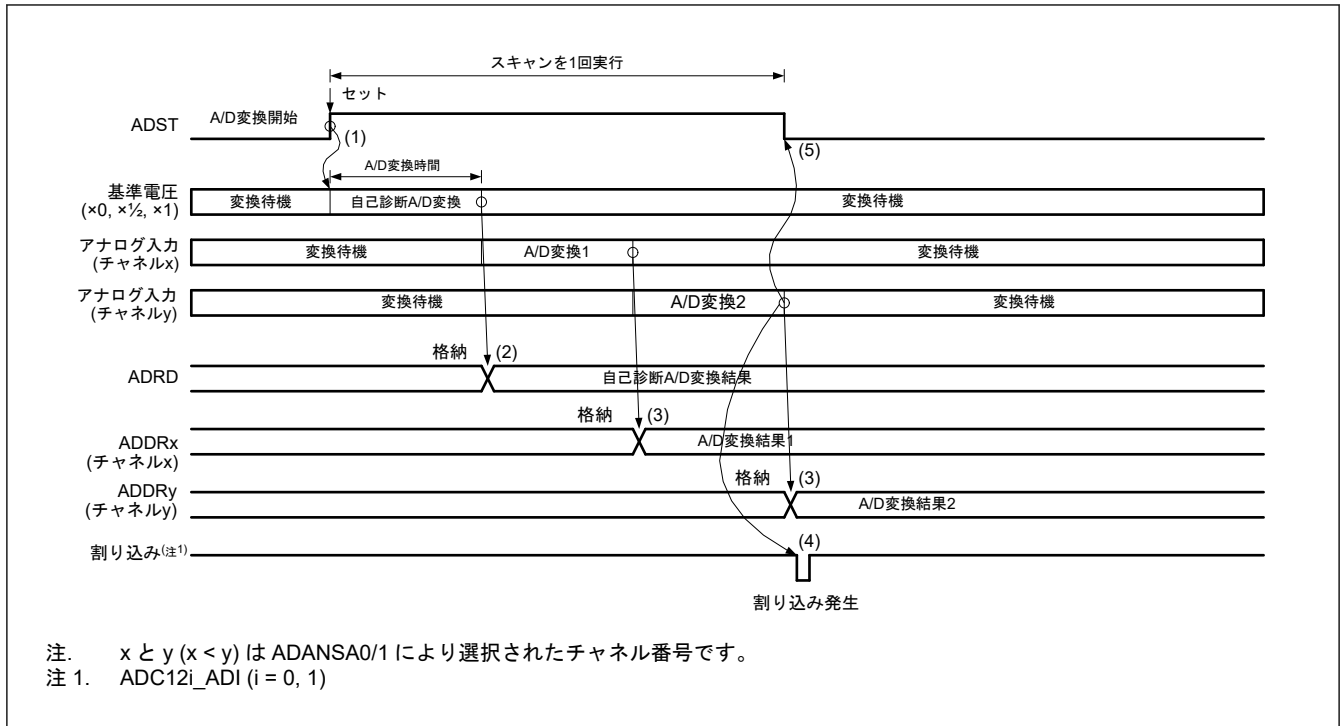 スキャンを1回実行
セット
ADST
A/D変換開始
(1)
(5)
A/D変換時間
基準電圧
(×0, ×½, ×1)
変換待機
自己診断A/D変換
変換待機
アナログ入力
(チャネルx)
変換待機
A/D変換1
変換待機
アナログ入力
(チャネルy)
変換待機
A/D変換2
変換待機
格納
(2)
ADRD
自己診断A/D変換結果
格納
(3)
ADDRx
(チャネルx)
A/D変換結果1
格納
(3)
ADDRy
(チャネルy)
A/D変換結果2
割り込み(注1)
(4)
割り込み発生
注. x と y (x < y) は ADANSA0/1 により選択されたチャネル番号です。
注 1. ADC12i_ADI (i = 0, 1)